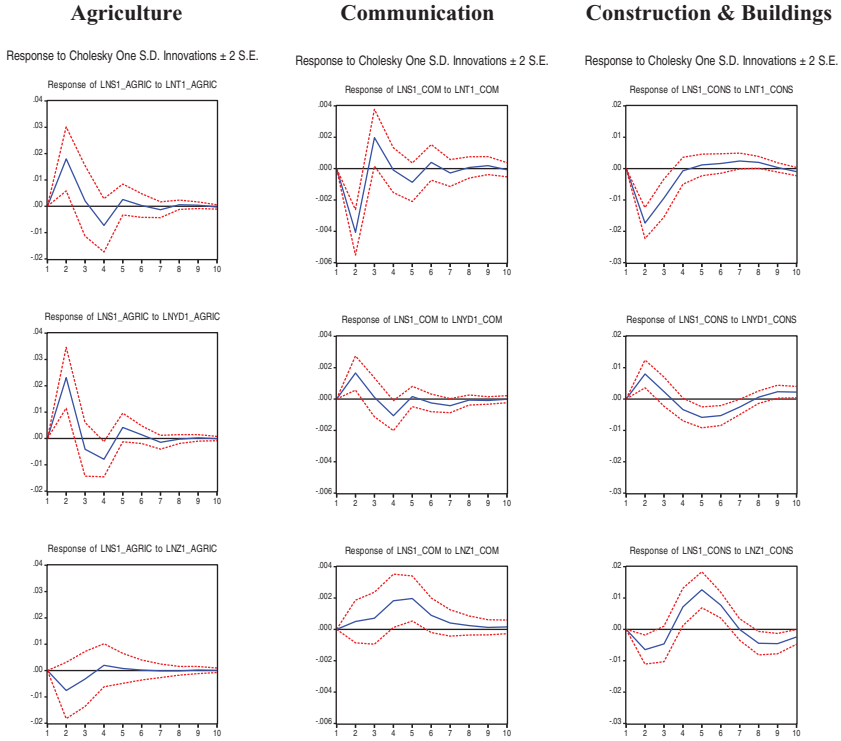 Agriculture Communication Construction & Buildings
Response to Cholesky One S.D. Innovations ± 2 S.E. Response to Cholesky One S.D. Innovations ± 2 S.E. Response to Cholesky One S.D. Innovations ± 2 S.E.
Response of LNS1_AGRIC to LNT1_AGRIC
.04
.03
.02
.01
.00
-.01
-.02
1 2 3 4 5 6 7 8 9 10
Response of LNS1_COM to LNT1_COM
.004
.002
.000
-.002
-.004
-.006
1 2 3 4 5 6 7 8 9 10
Response of LNS1_CONS to LNT1_CONS
.02
.01
.00
-.01
-.02
-.03
1 2 3 4 5 6 7 8 9 10
Response of LNS1_AGRIC to LNYD1_AGRIC
.04
.03
.02
.01
.00
-.01
-.02
1 2 3 4 5 6 7 8 9 10
Response of LNS1_COM to LNYD1_COM
.004
.002
.000
-.002
-.004
-.006
1 2 3 4 5 6 7 8 9 10
Response of LNS1_CONS to LNYD1_CONS
.02
.01
.00
-.01
-.02
-.03
1 2 3 4 5 6 7 8 9 10
Response of LNS1_AGRIC to LNZ1_AGRIC
.04
.03
.02
.01
.00
-.01
-.02
1 2 3 4 5 6 7 8 9 10
Response of LNS1_COM to LNZ1_COM
.004
.002
.000
-.002
-.004
-.006
1 2 3 4 5 6 7 8 9 10
Response of LNS1_CONS to LNZ1_CONS
.02
.01
.00
-.01
-.02
-.03
1 2 3 4 5 6 7 8 9 10